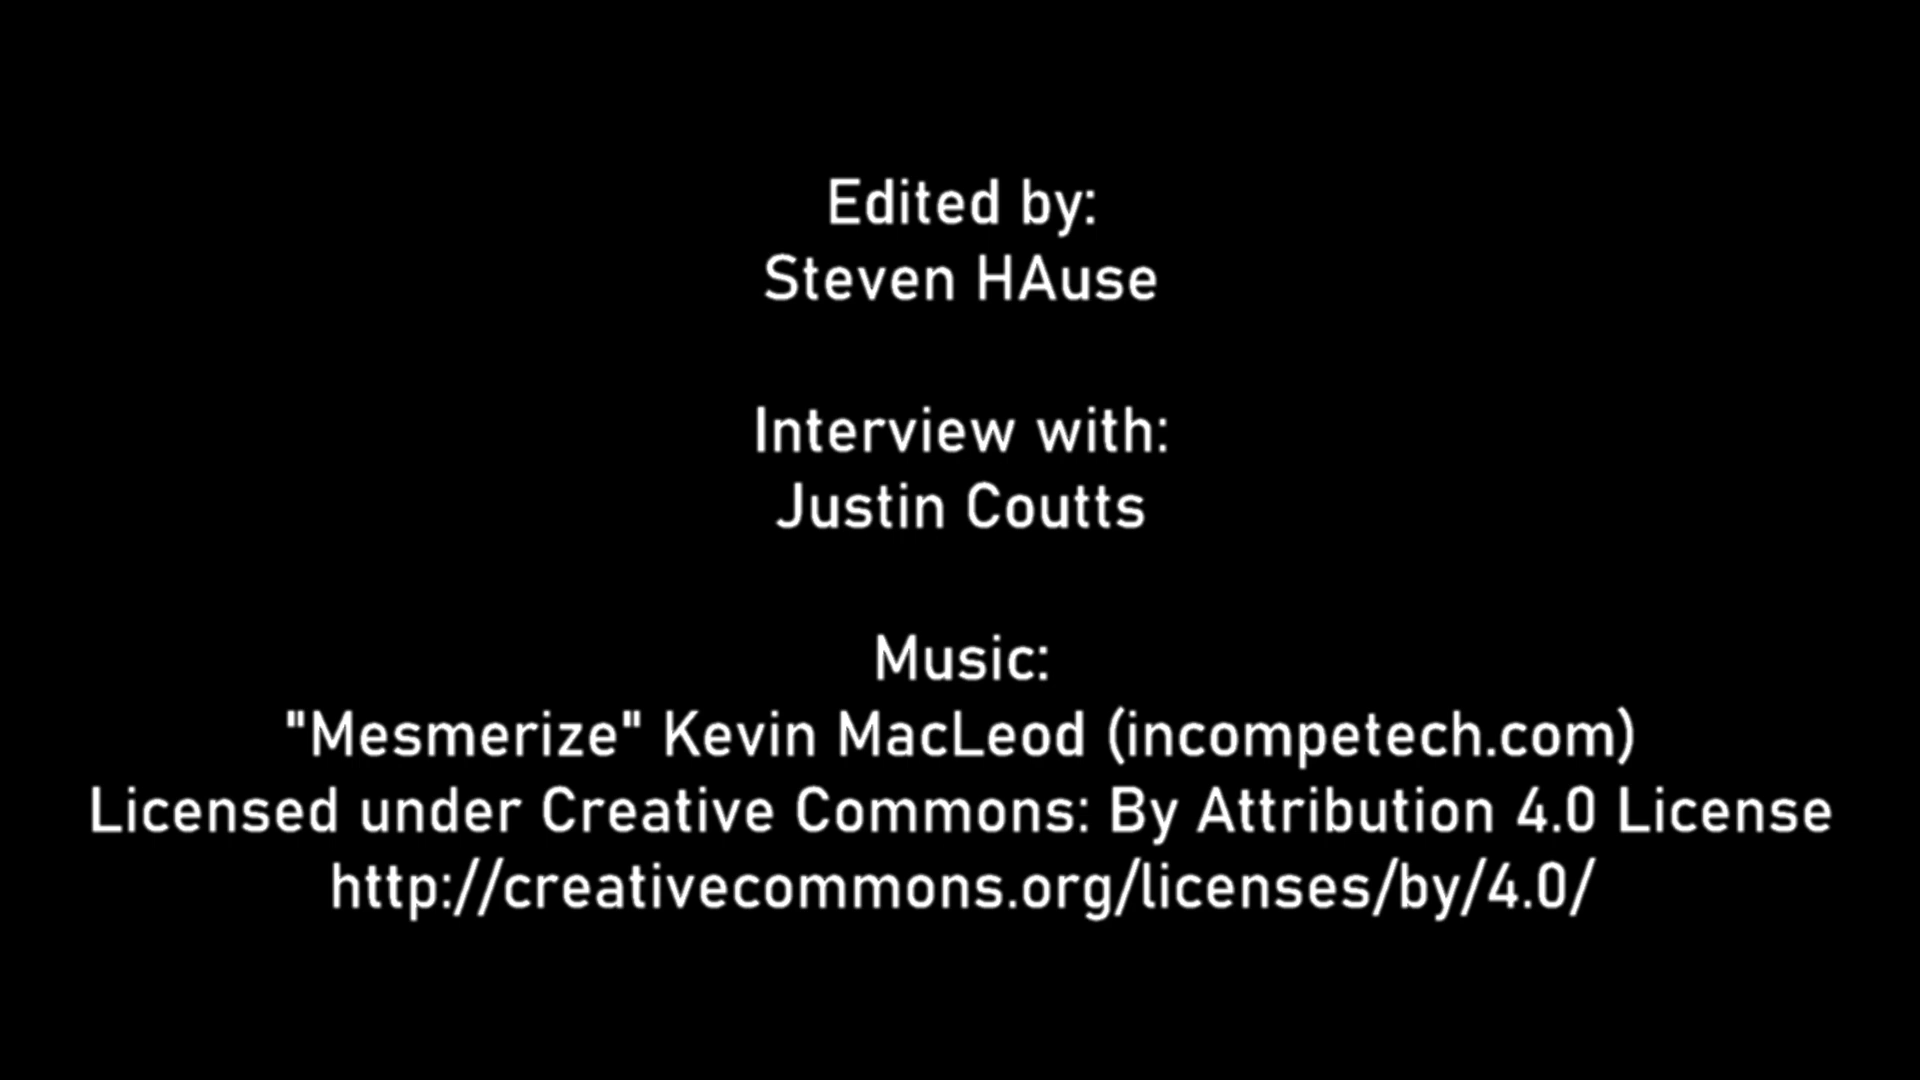 Edited by:
Steven HAuse
Interview with:
Justin Coutts
Music:
"Mesmerize" Kevin MacLeod (incompetech.com)
Licensed under Creative Commons: By Attribution 4.0 License
http://creativecommons.org/licenses/by/4.0/